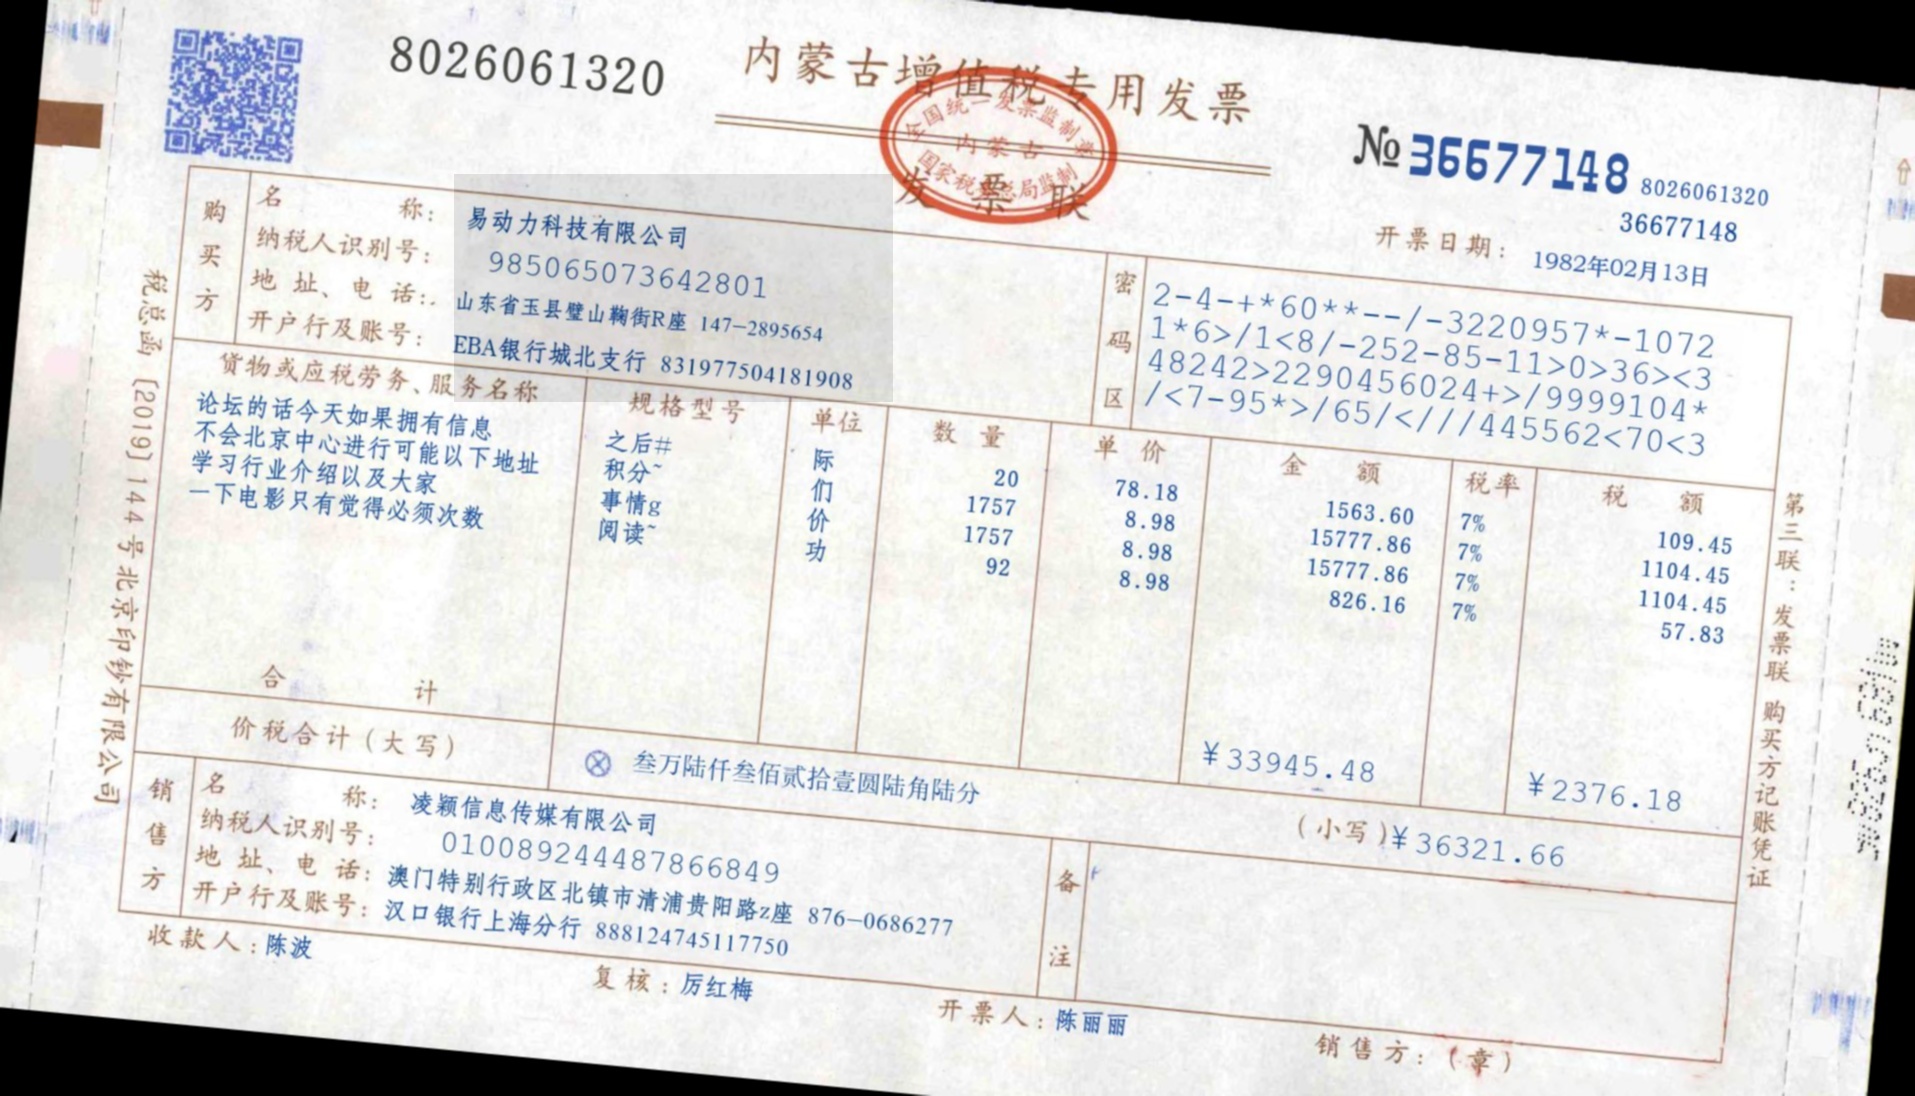 8026061320
内蒙古增值税专用发票
全国统一发票监制章
内蒙古
国家税务总局监制
发票联
№36677148
8026061320
36677148
开票日期：1982年02月13日
购买方
名称：易动力科技有限公司
纳税人识别号：985065073642801
地址、电话：山东省玉县璧山鞠街R座 147-2895654
开户行及账号：EBA银行城北支行 831977504181908
密码区
2-4-+*60**--/-3220957*-1072
1*6>/1<8/-252-85-11>0>36><3
48242>2290456024+>/9999104*
/<7-95*>/65/<///445562<70<3
货物或应税劳务、服务名称 规格型号 单位 数量 单价 金额 税率 税额
论坛的话今天如果拥有信息 之后# 际 20 78.18 1563.60 7% 109.45
不会北京中心进行可能以下地址 积分~ 们 1757 8.98 15777.86 7% 1104.45
学习行业介绍以及大家 事情g 价 1757 8.98 15777.86 7% 1104.45
一下电影只有觉得必须次数 阅读~ 功 92 8.98 826.16 7% 57.83
合计 ¥33945.48 ¥2376.18
价税合计(大写) 叁万陆仟叁佰贰拾壹圆陆角陆分 (小写)¥36321.66
销售方
名称：凌颖信息传媒有限公司
纳税人识别号：010089244487866849
地址、电话：澳门特别行政区北镇市清浦贵阳路z座 876-0686277
开户行及账号：汉口银行上海分行 888124745117750
备注
收款人：陈波
复核：厉红梅
开票人：陈丽丽
销售方：(章)
税总函 [2019] 144号北京印钞有限公司
第三联：发票联 购买方记账凭证